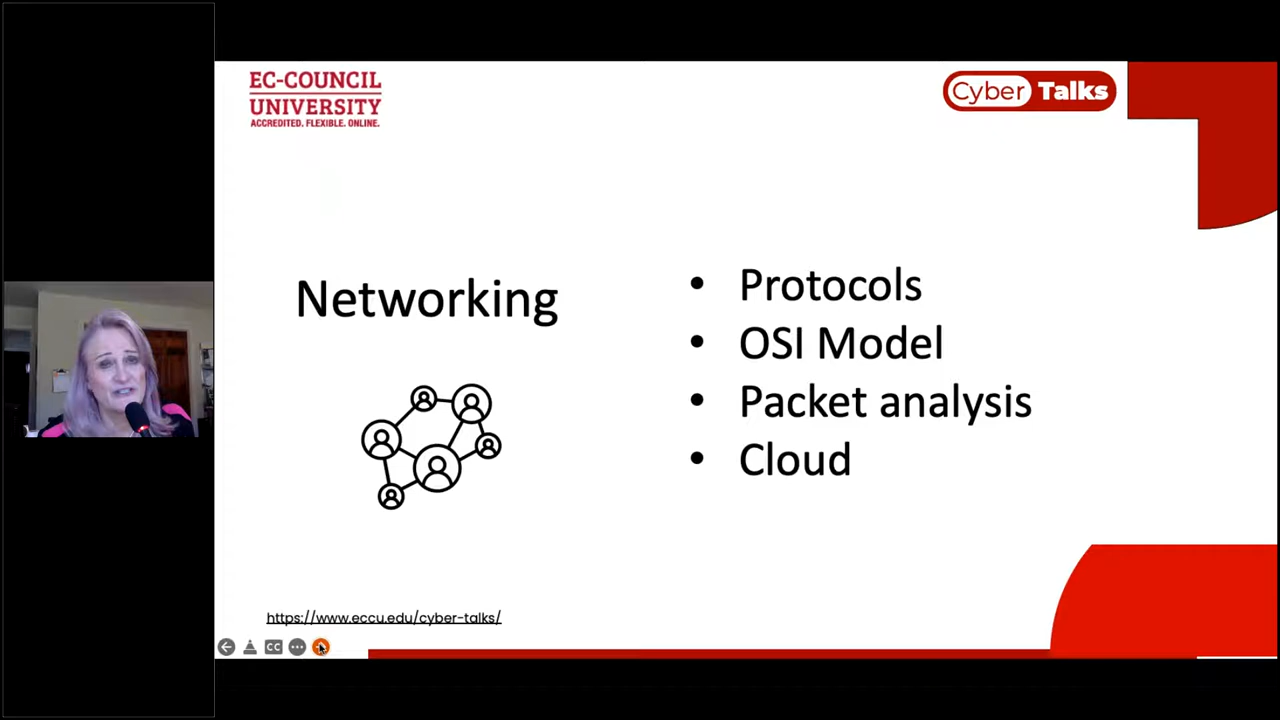 EC-COUNCIL
UNIVERSITY
ACCREDITED. FLEXIBLE. ONLINE.
Cyber Talks
Networking
• Protocols
• OSI Model
• Packet analysis
• Cloud
https://www.eccu.edu/cyber-talks/
CC